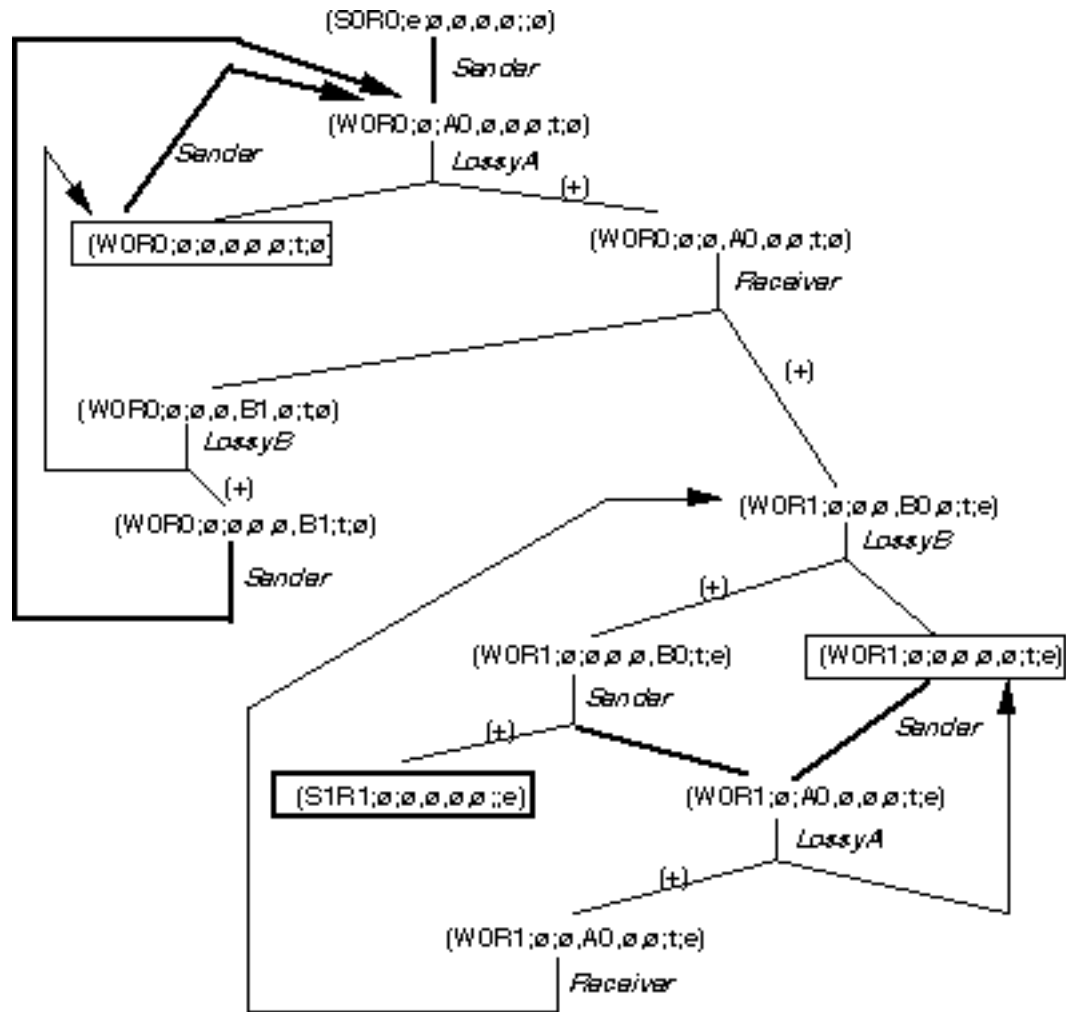 (S0R0;e,ø,ø,ø,ø;;ø)
Sender
(W0R0;ø;A0,ø,ø,ø;t;ø)
Sender
LossyA
(+)
(W0R0;ø;ø,ø,ø,ø;t;ø)
(W0R0;ø;ø,A0,ø,ø;t;ø)
Receiver
(+)
(W0R0;ø;ø,ø,B1,ø;t;ø)
LossyB
(+)
(W0R1;ø;ø,ø,B0,ø;t;e)
(W0R0;ø;ø,ø,ø,B1;t;ø)
LossyB
Sender
(+)
(W0R1;ø;ø,ø,ø,B0;t;e)
(W0R1;ø;ø,ø,ø,ø;t;e)
Sender
Sender
(+)
(S1R1;ø;ø,ø,ø,ø;;e)
(W0R1;ø;A0,ø,ø,ø;t;e)
LossyA
(+)
(W0R1;ø;ø,A0,ø,ø;t;e)
Receiver